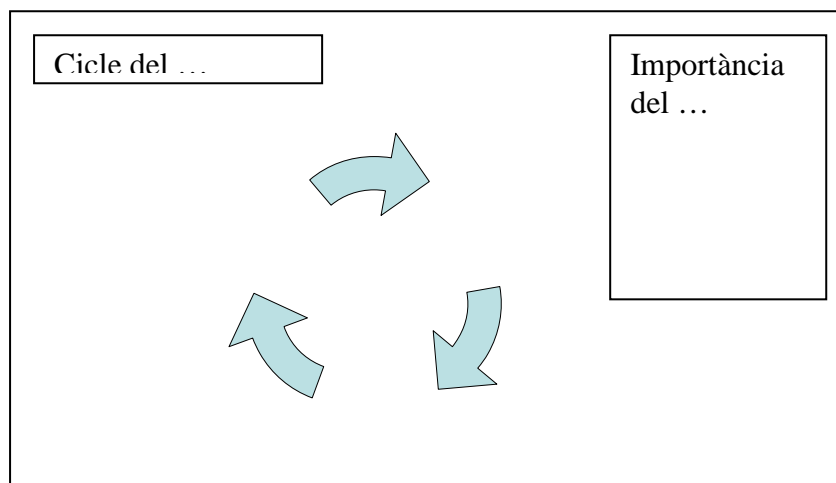 Cicle del …
Importància
del …